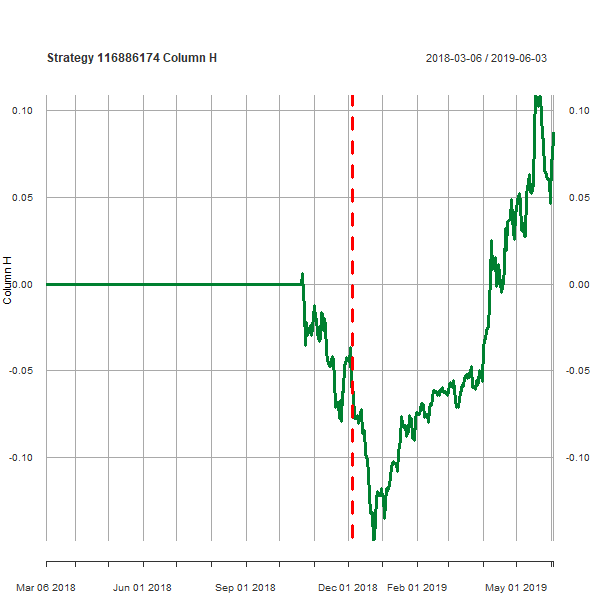 Strategy 116886174 Column H
2018-03-06 / 2019-06-03
0.10 0.10
0.05 0.05
0.00 0.00
-0.05 -0.05
-0.10 -0.10
Column H
Mar 06 2018 Jun 01 2018 Sep 01 2018 Dec 01 2018 Feb 01 2019 May 01 2019